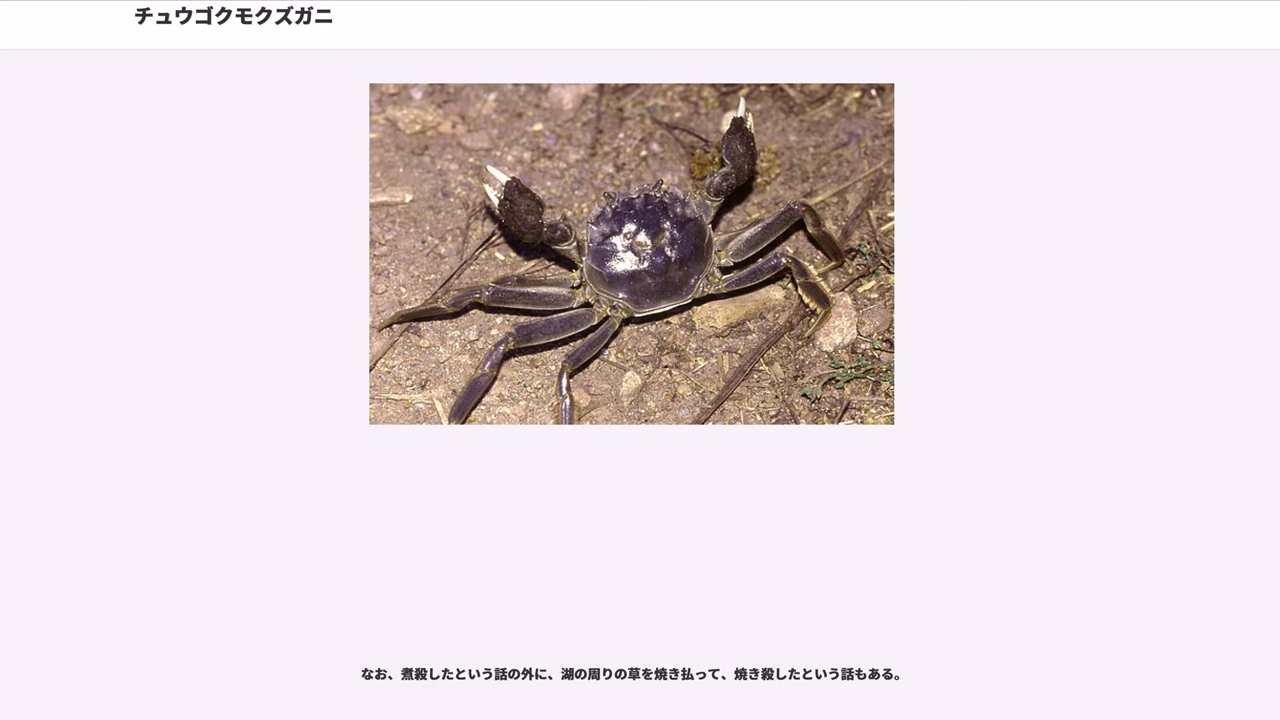 チュウゴクモクズガニ
なお、煮殺したという話の外に、湖の周りの草を焼き払って、焼き殺したという話もある。